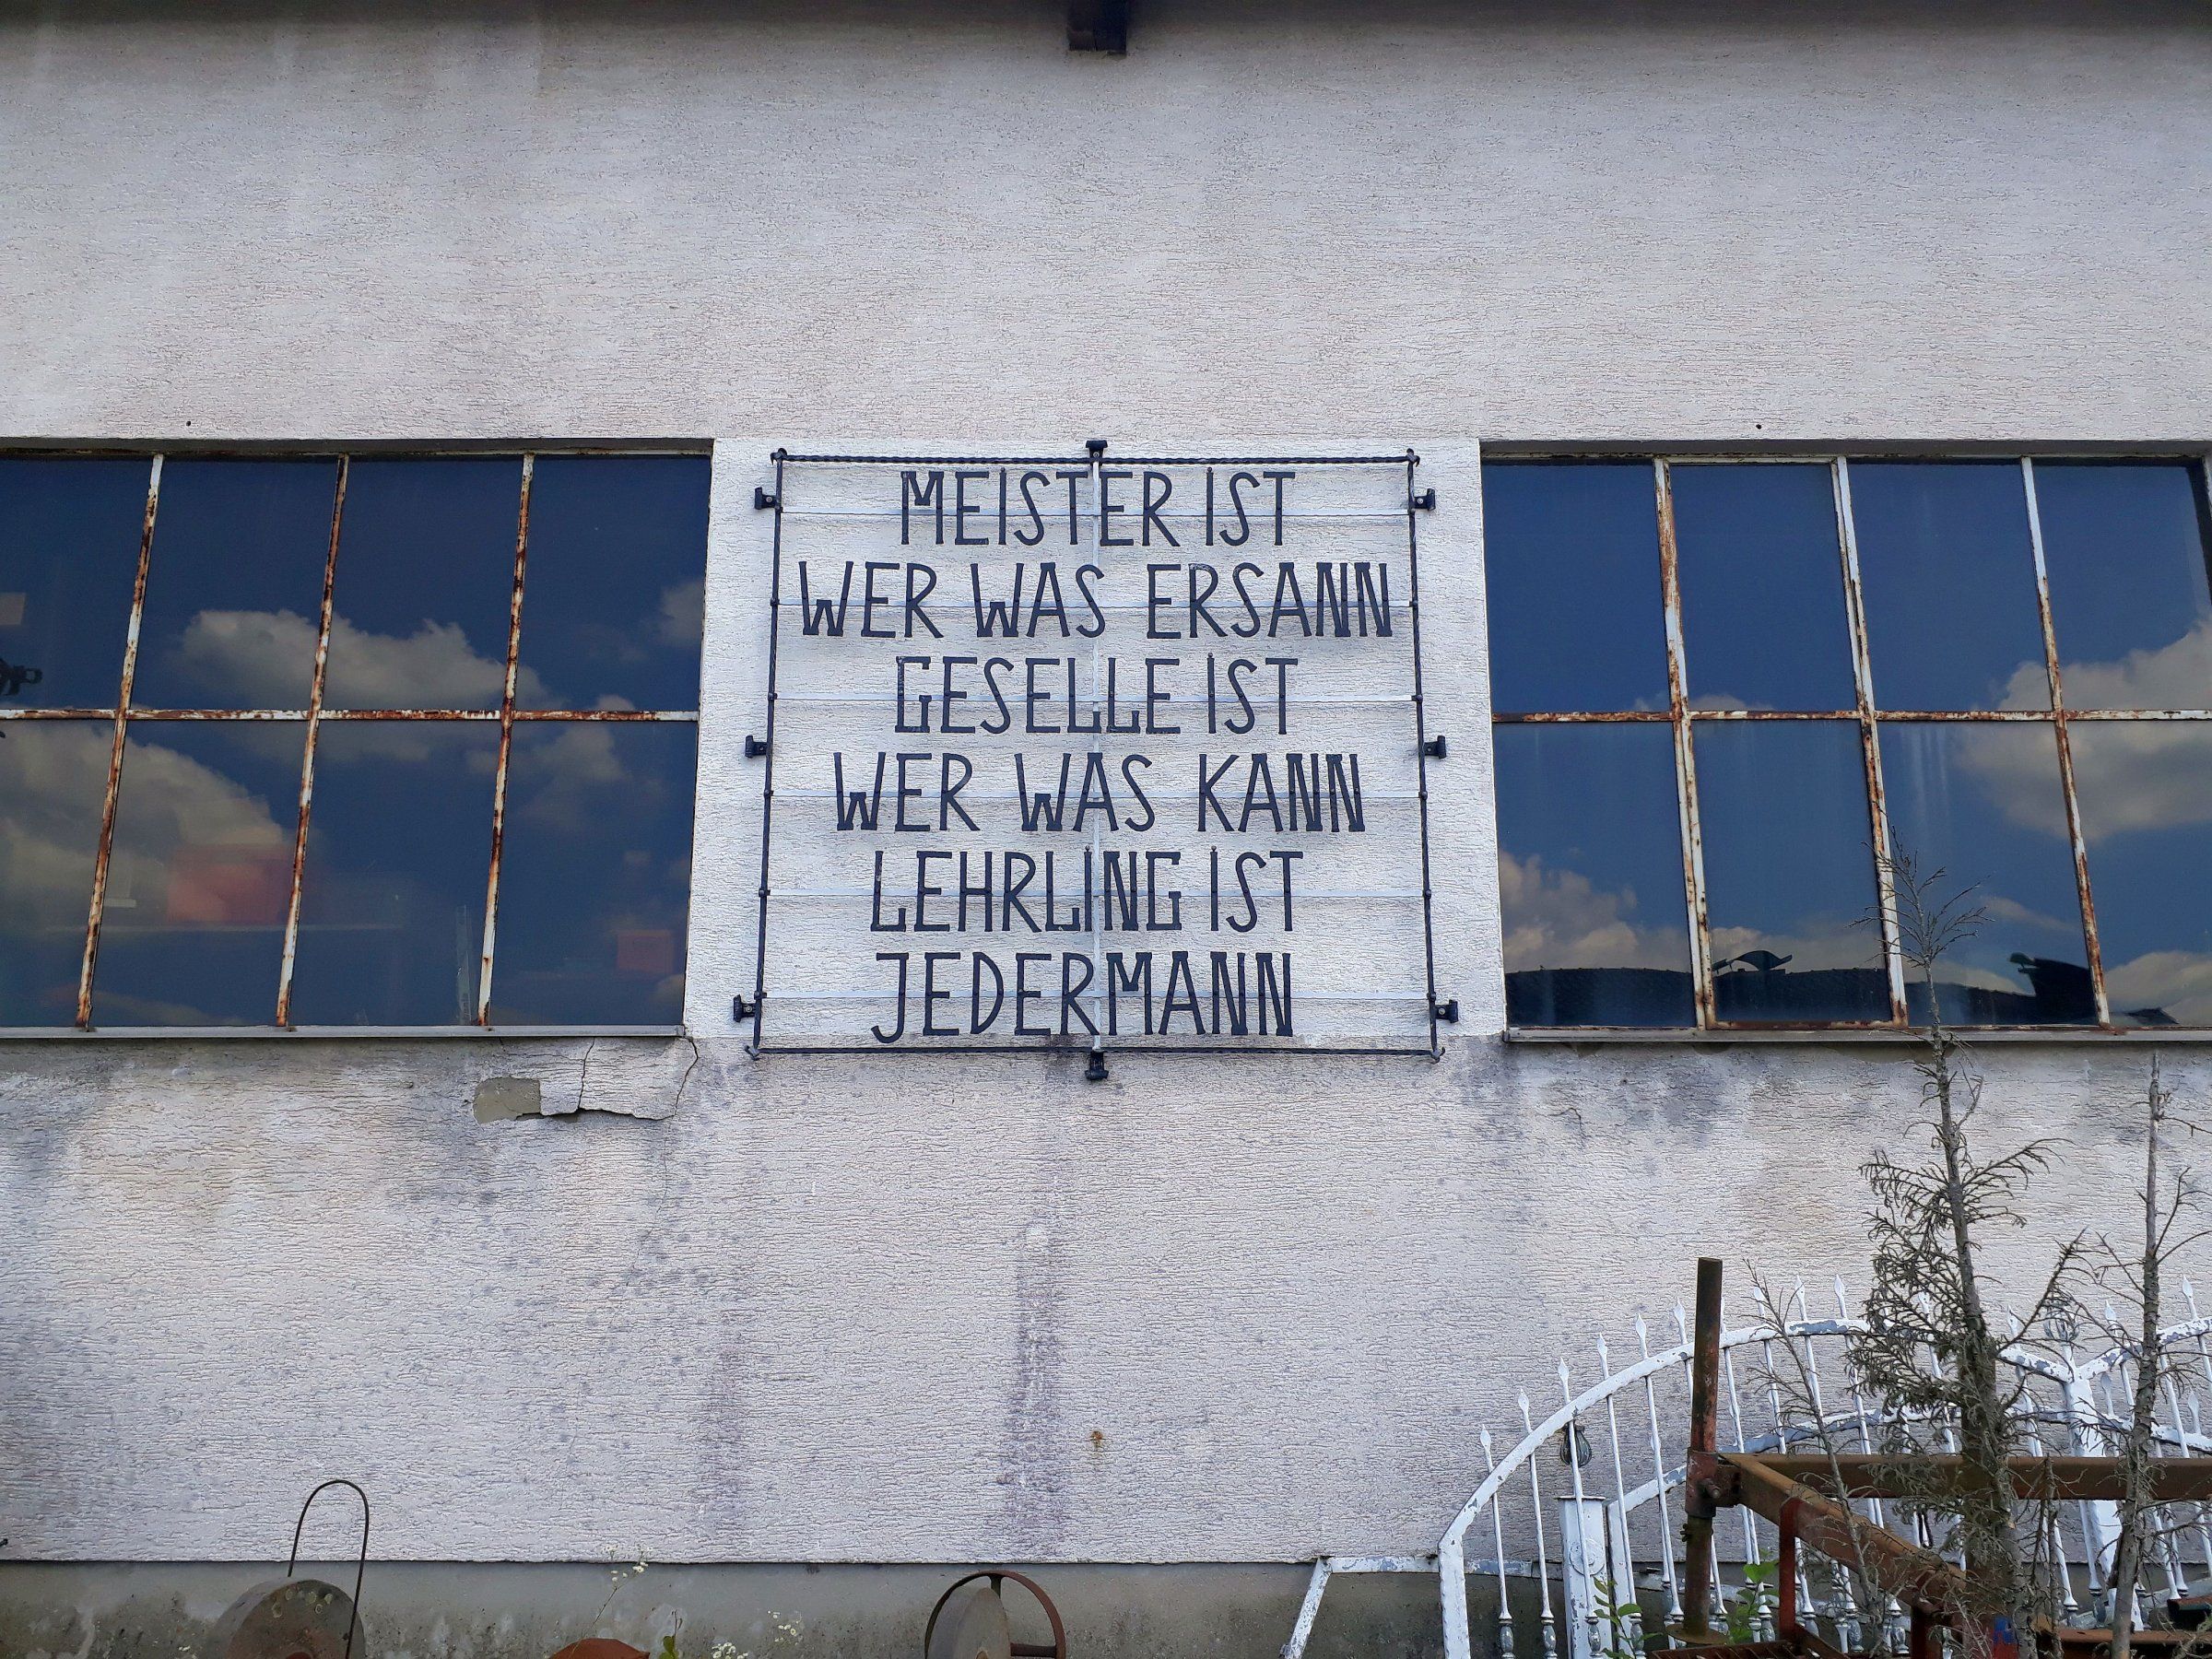 MEISTER IST
WER WAS ERSANN
GESELLE IST
WER WAS KANN
LEHRLING IST
JEDERMANN